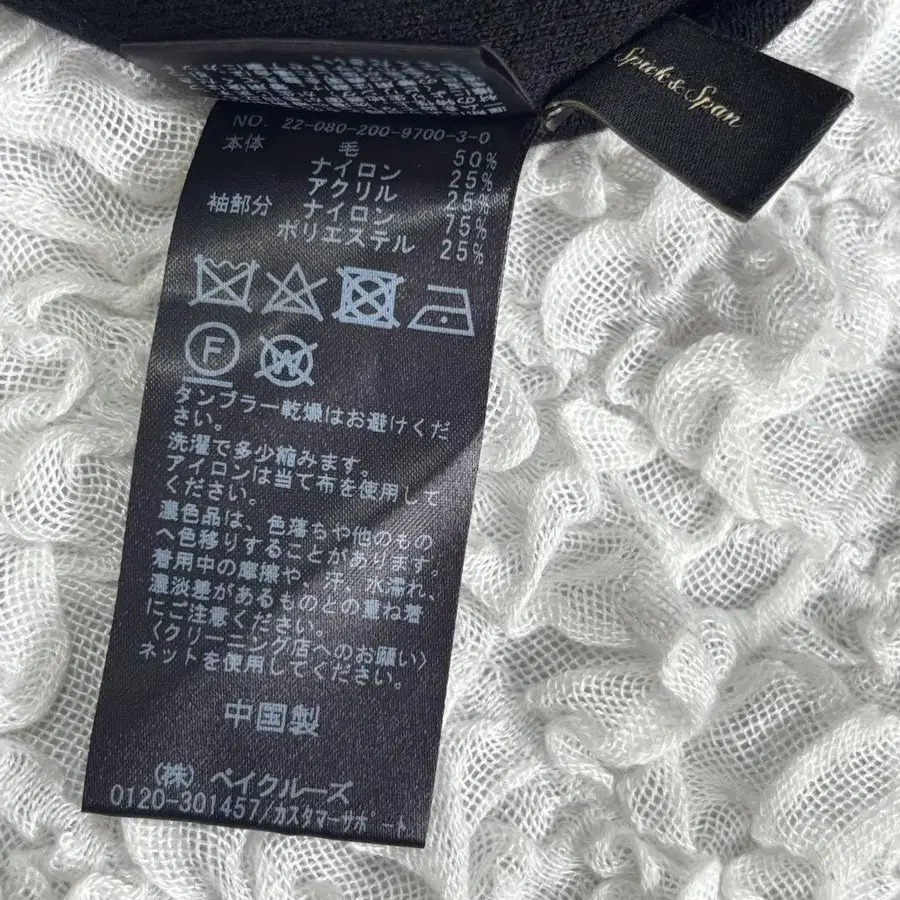 Spick & Span
NO. 22-080-200-9700-3-0
本体 毛 50%
ナイロン 25%
アクリル 25%
袖部分 ナイロン 75%
ポリエステル 25%
F W
タンブラー乾燥はお避けくだ
さい。
洗濯で多少縮みます。
アイロンは当て布を使用して
ください。
濃色品は、色落ちや他のもの
へ色移りすることがあります。
着用中の摩擦や、汗、水濡れ、
濃淡差があるものとの重ね着
にご注意ください。
〈クリーニング店へのお願い〉
ネットを使用してください。
中国製
(株) ベイクルーズ
0120-301457/カスタマーサポート